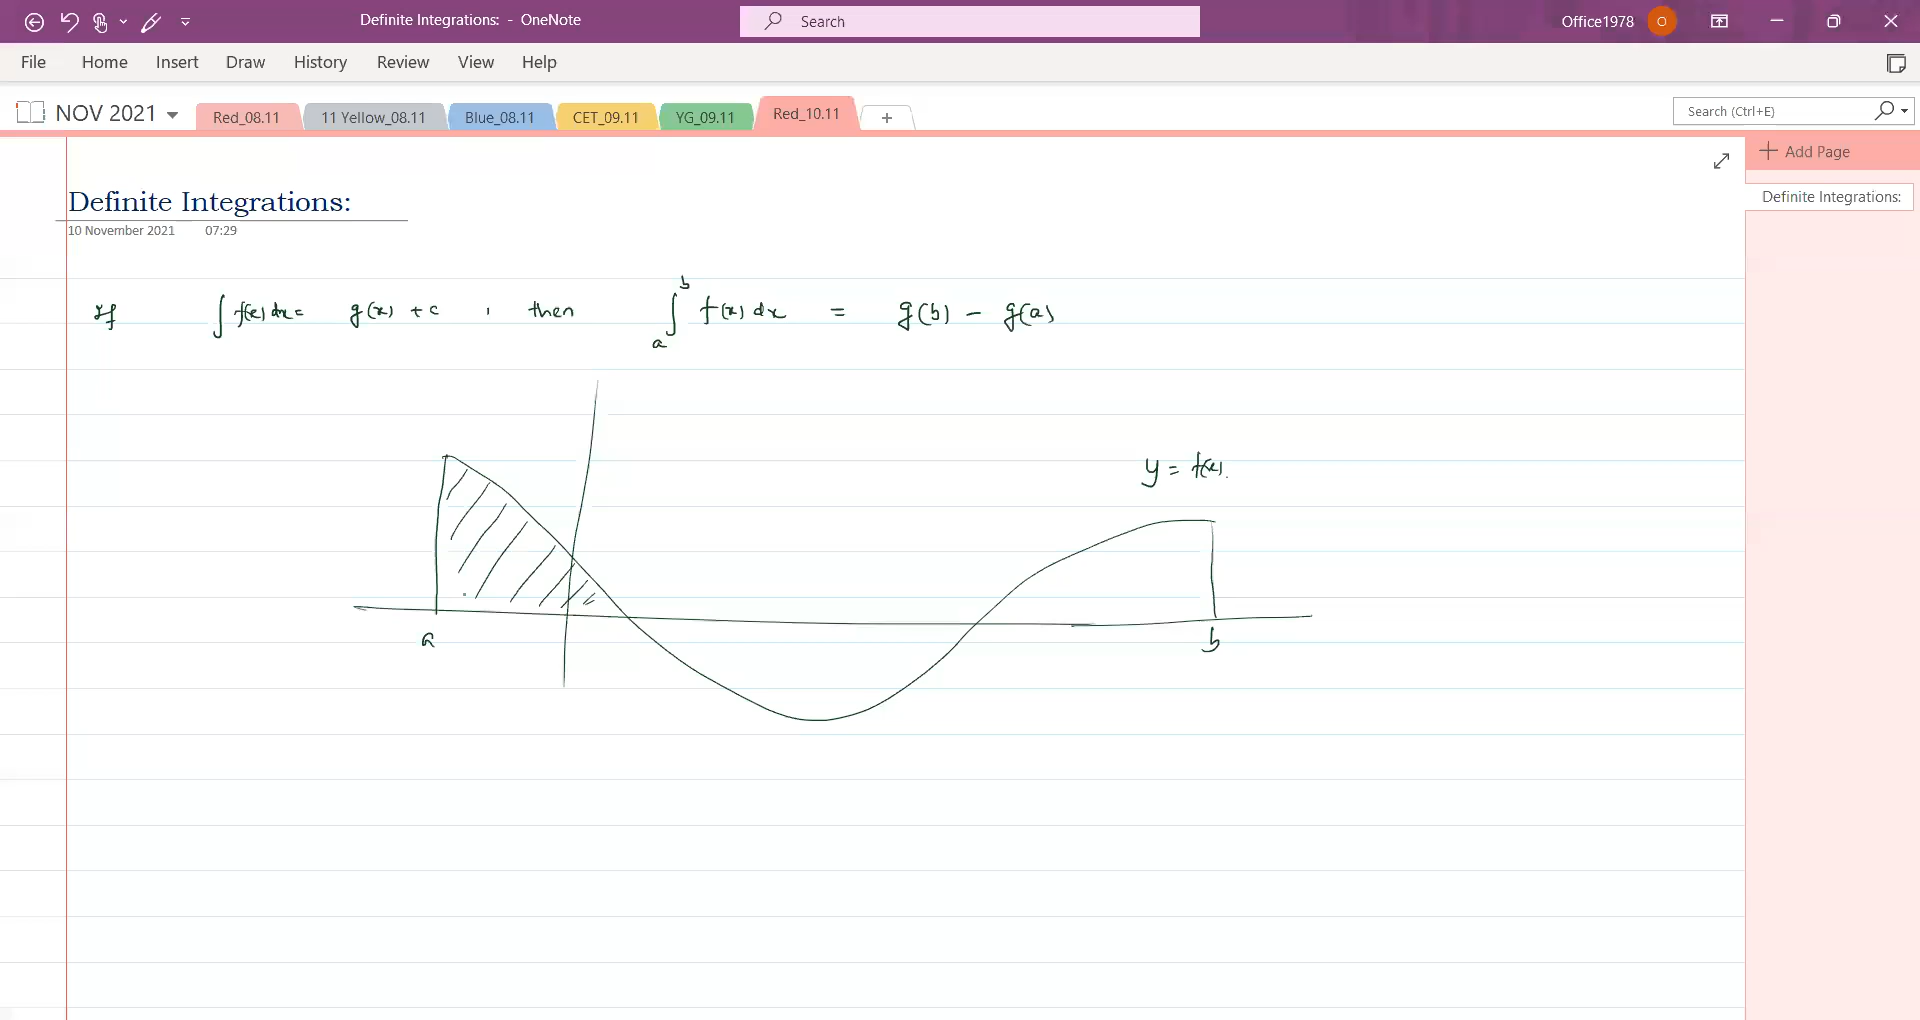 Definite Integrations: - OneNote
Search
Office1978
O
File Home Insert Draw History Review View Help
NOV 2021
Red_08.11
11 Yellow_08.11
Blue_08.11
CET_09.11
YG_09.11
Red_10.11
+
Search (Ctrl+E)
Add Page
Definite Integrations:
Definite Integrations:
10 November 2021 07:29
If ∫ f(x) dx = g(x) + c , then ∫ₐᵇ f(x) dx = g(b) − g(a)
y = f(x).
a
b